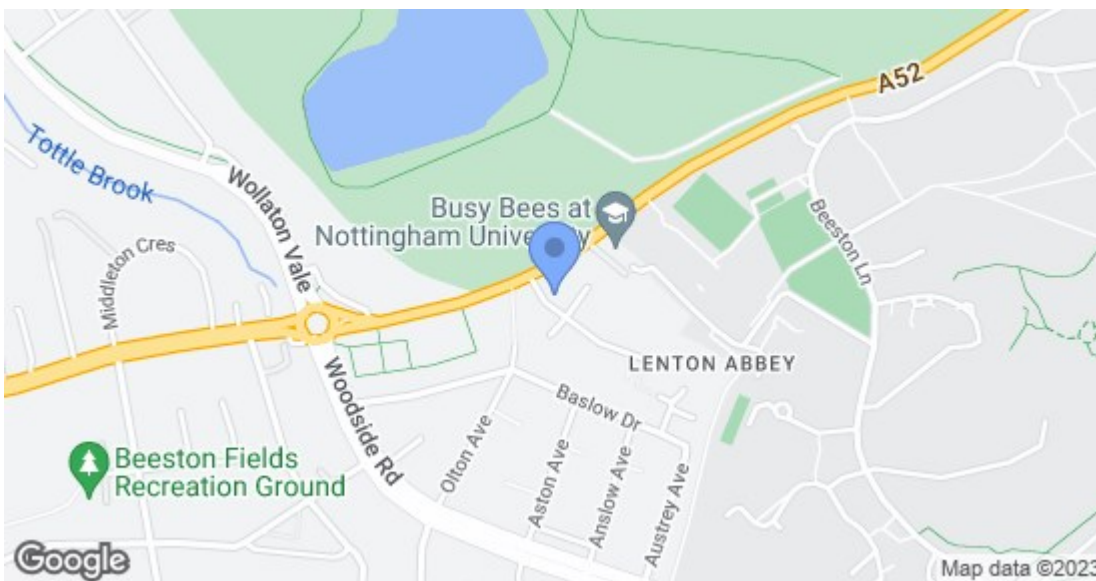 A52
Tottle Brook
Wollaton Vale
Middleton Cres
Busy Bees at
Nottingham University
Beeston Ln
LENTON ABBEY
Baslow Dr
Woodside Rd
Olton Ave
Aston Ave
Anslow Ave
Austrey Ave
Beeston Fields
Recreation Ground
Google
Map data ©2023